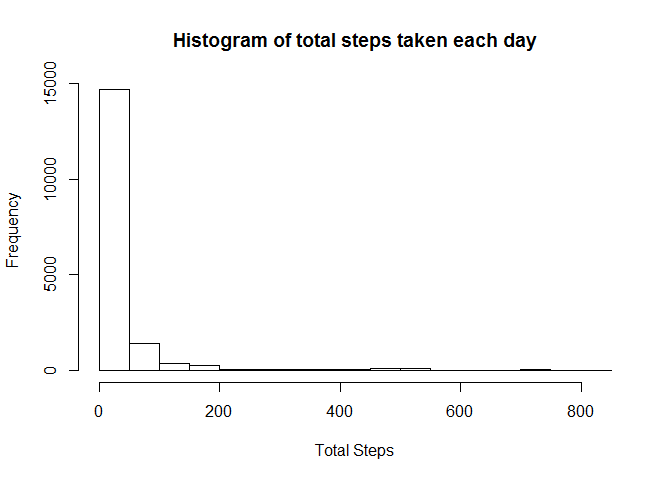 Histogram of total steps taken each day
15000
10000
5000
0
Frequency
0 200 400 600 800
Total Steps